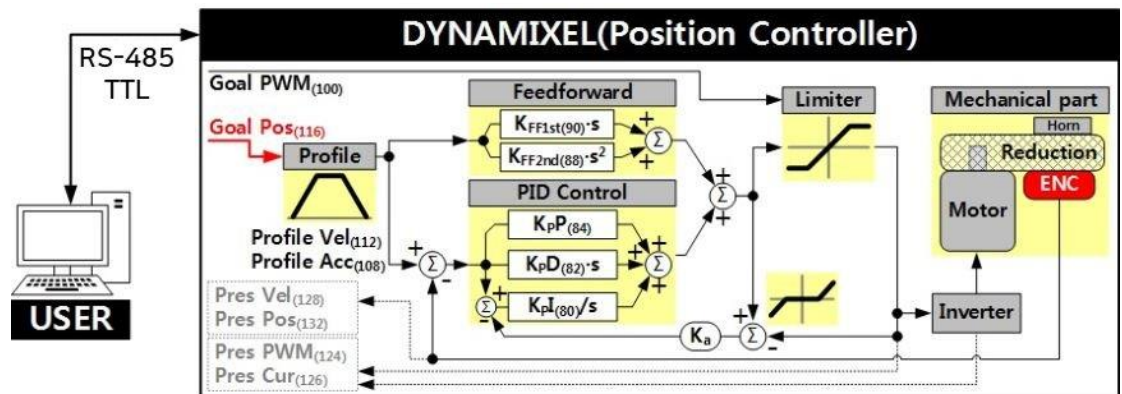 DYNAMIXEL(Position Controller)
RS-485
TTL
USER
Goal PWM(100)
Goal Pos(116)
Profile
Profile Vel(112)
Profile Acc(108)
Feedforward
KFF1st(90)·s
KFF2nd(88)·s²
+
+
Σ
PID Control
KPP(84)
KPD(82)·s
KPI(80)/s
+
-
Σ
Σ
-
+
+
+
Σ
+
+
Σ
Limiter
Ka
+
-
Σ
Mechanical part
Horn
Reduction
ENC
Motor
Inverter
Pres Vel(128)
Pres Pos(132)
Pres PWM(124)
Pres Cur(126)